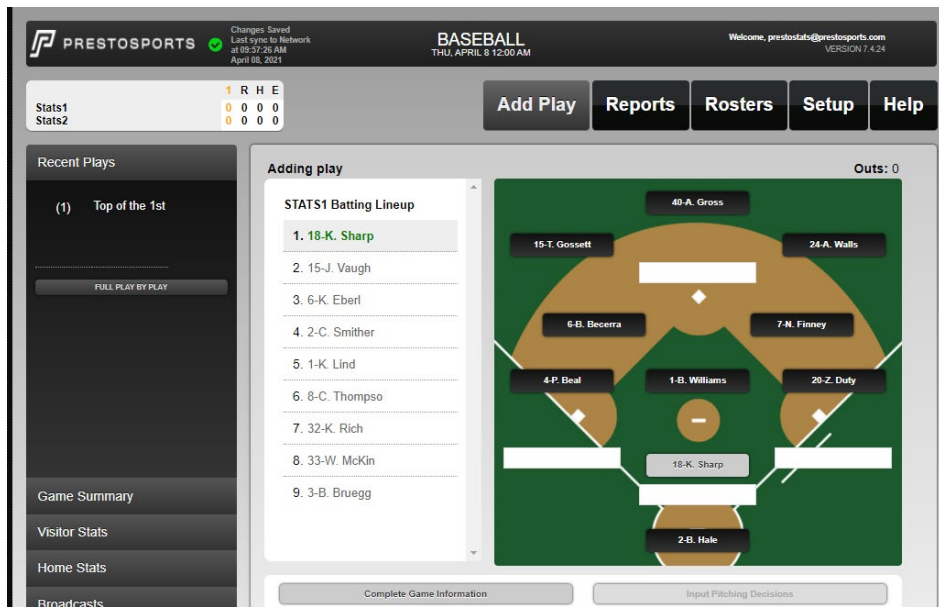 PRESTOSPORTS
Changes Saved
Last sync to Network
at 09:57:26 AM
April 08, 2021
BASEBALL
THU, APRIL 8 12:00 AM
Welcome, prestostats@prestosports.com
VERSION 7.4.24
1 R H E
Stats1 0 0 0 0
Stats2 0 0 0 0
Add Play
Reports
Rosters
Setup
Help
Recent Plays
(1) Top of the 1st
FULL PLAY BY PLAY
Game Summary
Visitor Stats
Home Stats
Broadcasts
Adding play
Outs: 0
STATS1 Batting Lineup
1. 18-K. Sharp
2. 15-J. Vaugh
3. 6-K. Eberl
4. 2-C. Smither
5. 1-K. Lind
6. 8-C. Thompso
7. 32-K. Rich
8. 33-W. McKin
9. 3-B. Bruegg
40-A. Gross
15-T. Gossett
24-A. Walls
6-B. Becerra
7-N. Finney
4-P. Beal
1-B. Williams
20-Z. Duty
18-K. Sharp
2-B. Hale
Complete Game Information
Input Pitching Decisions